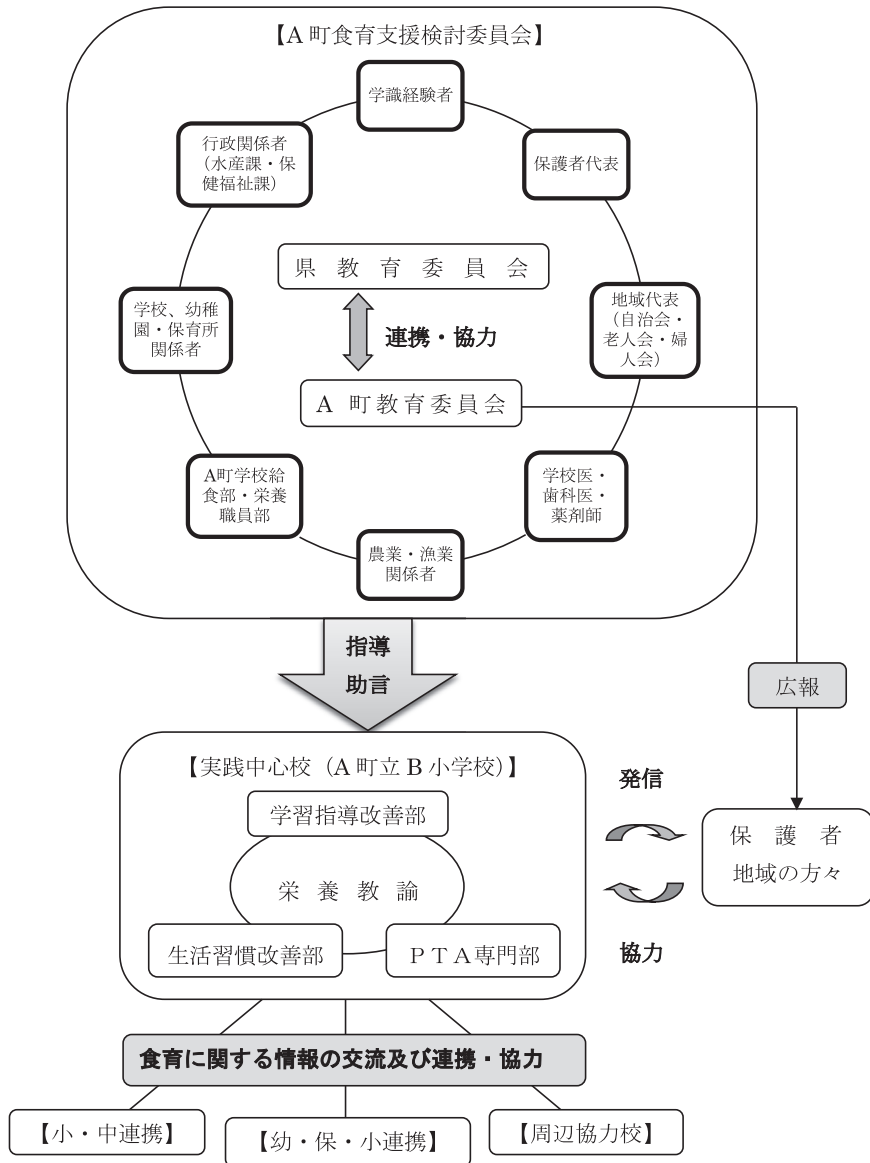 【A町食育支援検討委員会】
学識経験者
行政関係者
（水産課・保
健福祉課）
保護者代表
県教育委員会
学校、幼稚
園・保育所
関係者
地域代表
（自治会・
老人会・婦
人会）
連携・協力
A 町教育委員会
A町学校給
食部・栄養
職員部
学校医・
歯科医・
薬剤師
農業・漁業
関係者
指導
助言
広報
【実践中心校（A町立B小学校）】
学習指導改善部
栄養教諭
生活習慣改善部
ＰＴＡ専門部
発信
保護者
地域の方々
協力
食育に関する情報の交流及び連携・協力
【小・中連携】
【幼・保・小連携】
【周辺協力校】